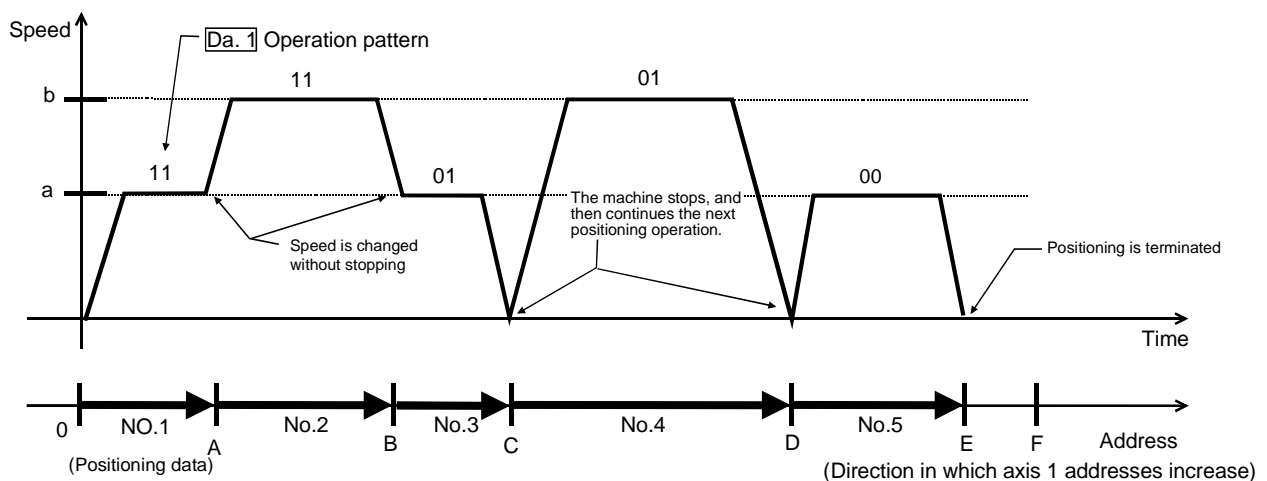 Speed
Da. 1 Operation pattern
b
11
01
a
11
01
00
The machine stops, and
then continues the next
positioning operation.
Speed is changed
without stopping
Positioning is terminated
Time
0
NO.1
A
No.2
B
No.3
C
No.4
D
No.5
E
F
Address
(Positioning data)
(Direction in which axis 1 addresses increase)